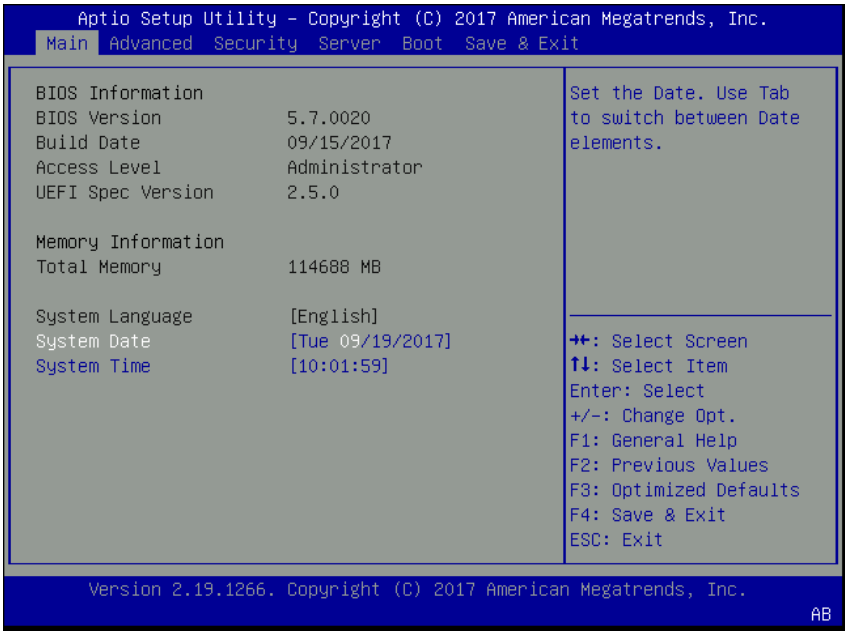 Aptio Setup Utility – Copyright (C) 2017 American Megatrends, Inc.
Main Advanced Security Server Boot Save & Exit
BIOS Information
BIOS Version 5.7.0020
Build Date 09/15/2017
Access Level Administrator
UEFI Spec Version 2.5.0
Memory Information
Total Memory 114688 MB
System Language [English]
System Date [Tue 09/19/2017]
System Time [10:01:59]
Set the Date. Use Tab
to switch between Date
elements.
→←: Select Screen
↑↓: Select Item
Enter: Select
+/-: Change Opt.
F1: General Help
F2: Previous Values
F3: Optimized Defaults
F4: Save & Exit
ESC: Exit
Version 2.19.1266. Copyright (C) 2017 American Megatrends, Inc.
AB